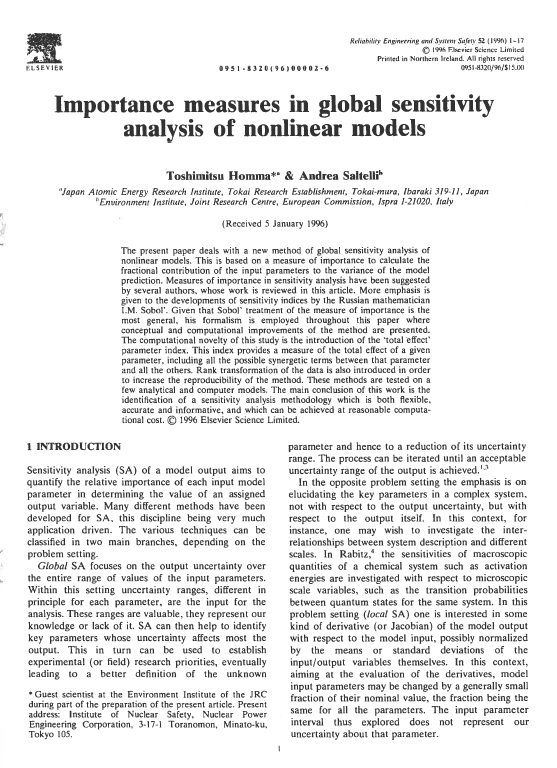 Reliability Engineering and System Safety 52 (1996) 1-17
© 1996 Elsevier Science Limited
Printed in Northern Ireland. All rights reserved
ELSEVIER
0951-8320(96)00002-6
0951-8320/96/$15.00
Importance measures in global sensitivity
analysis of nonlinear models
Toshimitsu Homma*ᵃ & Andrea Saltelliᵇ
ᵃJapan Atomic Energy Research Institute, Tokai Research Establishment, Tokai-mura, Ibaraki 319-11, Japan
ᵇEnvironment Institute, Joint Research Centre, European Commission, Ispra I-21020, Italy
(Received 5 January 1996)
The present paper deals with a new method of global sensitivity analysis of
nonlinear models. This is based on a measure of importance to calculate the
fractional contribution of the input parameters to the variance of the model
prediction. Measures of importance in sensitivity analysis have been suggested
by several authors, whose work is reviewed in this article. More emphasis is
given to the developments of sensitivity indices by the Russian mathematician
I.M. Sobol'. Given that Sobol' treatment of the measure of importance is the
most general, his formalism is employed throughout this paper where
conceptual and computational improvements of the method are presented.
The computational novelty of this study is the introduction of the 'total effect'
parameter index. This index provides a measure of the total effect of a given
parameter, including all the possible synergetic terms between that parameter
and all the others. Rank transformation of the data is also introduced in order
to increase the reproducibility of the method. These methods are tested on a
few analytical and computer models. The main conclusion of this work is the
identification of a sensitivity analysis methodology which is both flexible,
accurate and informative, and which can be achieved at reasonable computa-
tional cost. © 1996 Elsevier Science Limited.
1 INTRODUCTION
Sensitivity analysis (SA) of a model output aims to
quantify the relative importance of each input model
parameter in determining the value of an assigned
output variable. Many different methods have been
developed for SA, this discipline being very much
application driven. The various techniques can be
classified in two main branches, depending on the
problem setting.
Global SA focuses on the output uncertainty over
the entire range of values of the input parameters.
Within this setting uncertainty ranges, different in
principle for each parameter, are the input for the
analysis. These ranges are valuable, they represent our
knowledge or lack of it. SA can then help to identify
key parameters whose uncertainty affects most the
output. This in turn can be used to establish
experimental (or field) research priorities, eventually
leading to a better definition of the unknown
* Guest scientist at the Environment Institute of the JRC
during part of the preparation of the present article. Present
address: Institute of Nuclear Safety, Nuclear Power
Engineering Corporation, 3-17-1 Toranomon, Minato-ku,
Tokyo 105.
parameter and hence to a reduction of its uncertainty
range. The process can be iterated until an acceptable
uncertainty range of the output is achieved.¹,³
In the opposite problem setting the emphasis is on
elucidating the key parameters in a complex system,
not with respect to the output uncertainty, but with
respect to the output itself. In this context, for
instance, one may wish to investigate the inter-
relationships between system description and different
scales. In Rabitz,⁴ the sensitivities of macroscopic
quantities of a chemical system such as activation
energies are investigated with respect to microscopic
scale variables, such as the transition probabilities
between quantum states for the same system. In this
problem setting (local SA) one is interested in some
kind of derivative (or Jacobian) of the model output
with respect to the model input, possibly normalized
by the means or standard deviations of the
input/output variables themselves. In this context,
aiming at the evaluation of the derivatives, model
input parameters may be changed by a generally small
fraction of their nominal value, the fraction being the
same for all the parameters. The input parameter
interval thus explored does not represent our
uncertainty about that parameter.
1